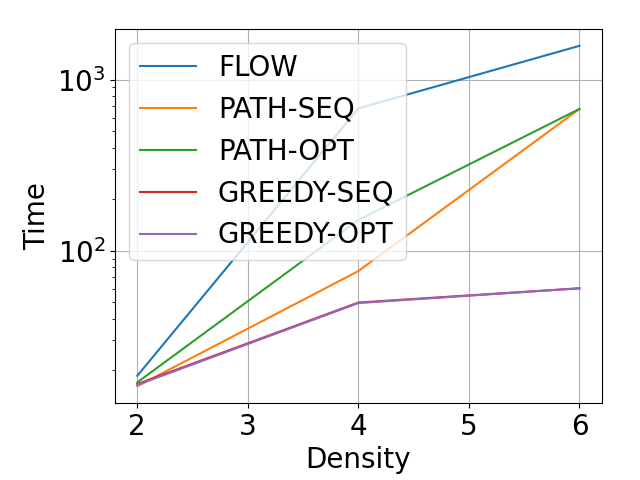 FLOW
PATH-SEQ
PATH-OPT
GREEDY-SEQ
GREEDY-OPT
10³
10²
Time
2 3 4 5 6
Density